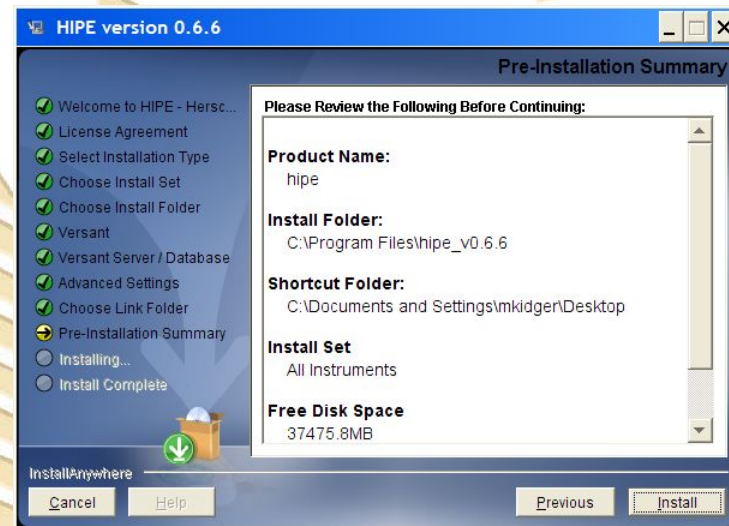 HIPE version 0.6.6
Pre-Installation Summary
Welcome to HIPE - Hersc...
License Agreement
Select Installation Type
Choose Install Set
Choose Install Folder
Versant
Versant Server / Database
Advanced Settings
Choose Link Folder
Pre-Installation Summary
Installing...
Install Complete
Please Review the Following Before Continuing:
Product Name:
hipe
Install Folder:
C:\Program Files\hipe_v0.6.6
Shortcut Folder:
C:\Documents and Settings\mkidger\Desktop
Install Set
All Instruments
Free Disk Space
37475.8MB
InstallAnywhere
Cancel
Help
Previous
Install